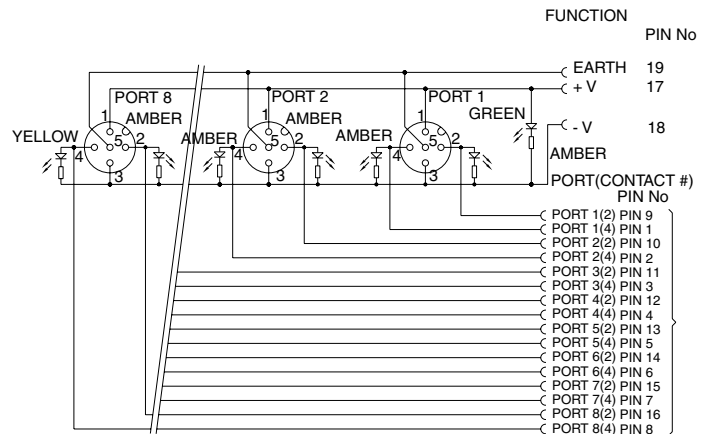 FUNCTION
PIN No
EARTH 19
+ V 17
- V 18
PORT 8
PORT 2
PORT 1
AMBER
AMBER
GREEN
YELLOW
AMBER
AMBER
AMBER
1 5 2 4 3
1 5 2 4 3
1 5 2 4 3
PORT(CONTACT #)
PIN No
PORT 1(2) PIN 9
PORT 1(4) PIN 1
PORT 2(2) PIN 10
PORT 2(4) PIN 2
PORT 3(2) PIN 11
PORT 3(4) PIN 3
PORT 4(2) PIN 12
PORT 4(4) PIN 4
PORT 5(2) PIN 13
PORT 5(4) PIN 5
PORT 6(2) PIN 14
PORT 6(4) PIN 6
PORT 7(2) PIN 15
PORT 7(4) PIN 7
PORT 8(2) PIN 16
PORT 8(4) PIN 8